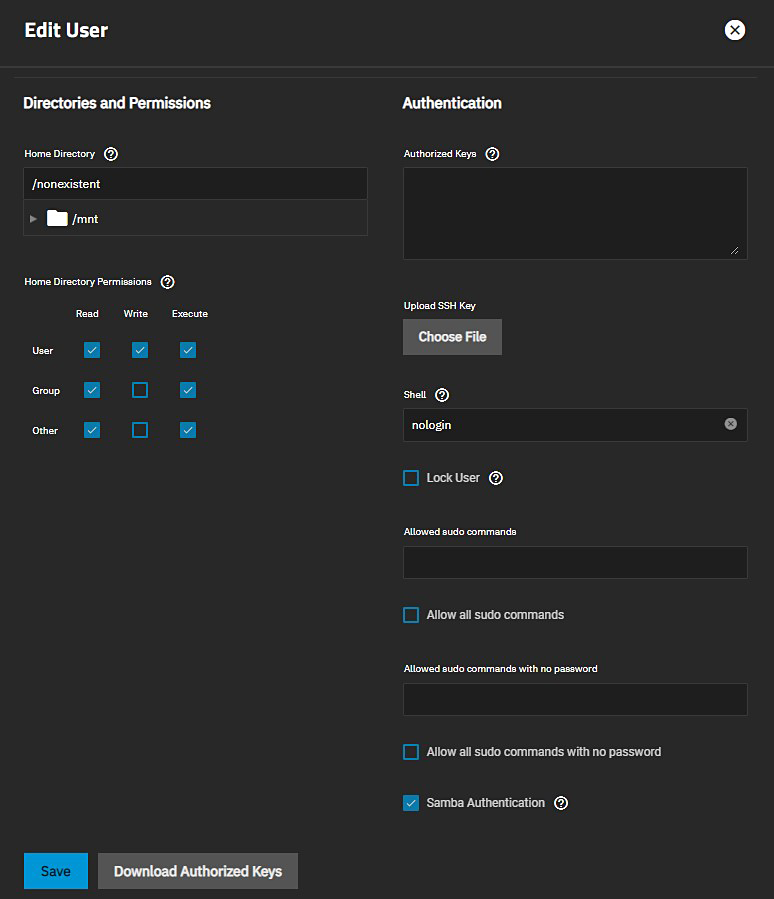 Edit User
Directories and Permissions
Home Directory
/nonexistent
/mnt
Home Directory Permissions
Read Write Execute
User
Group
Other
Authentication
Authorized Keys
Upload SSH Key
Choose File
Shell
nologin
Lock User
Allowed sudo commands
Allow all sudo commands
Allowed sudo commands with no password
Allow all sudo commands with no password
Samba Authentication
Save Download Authorized Keys